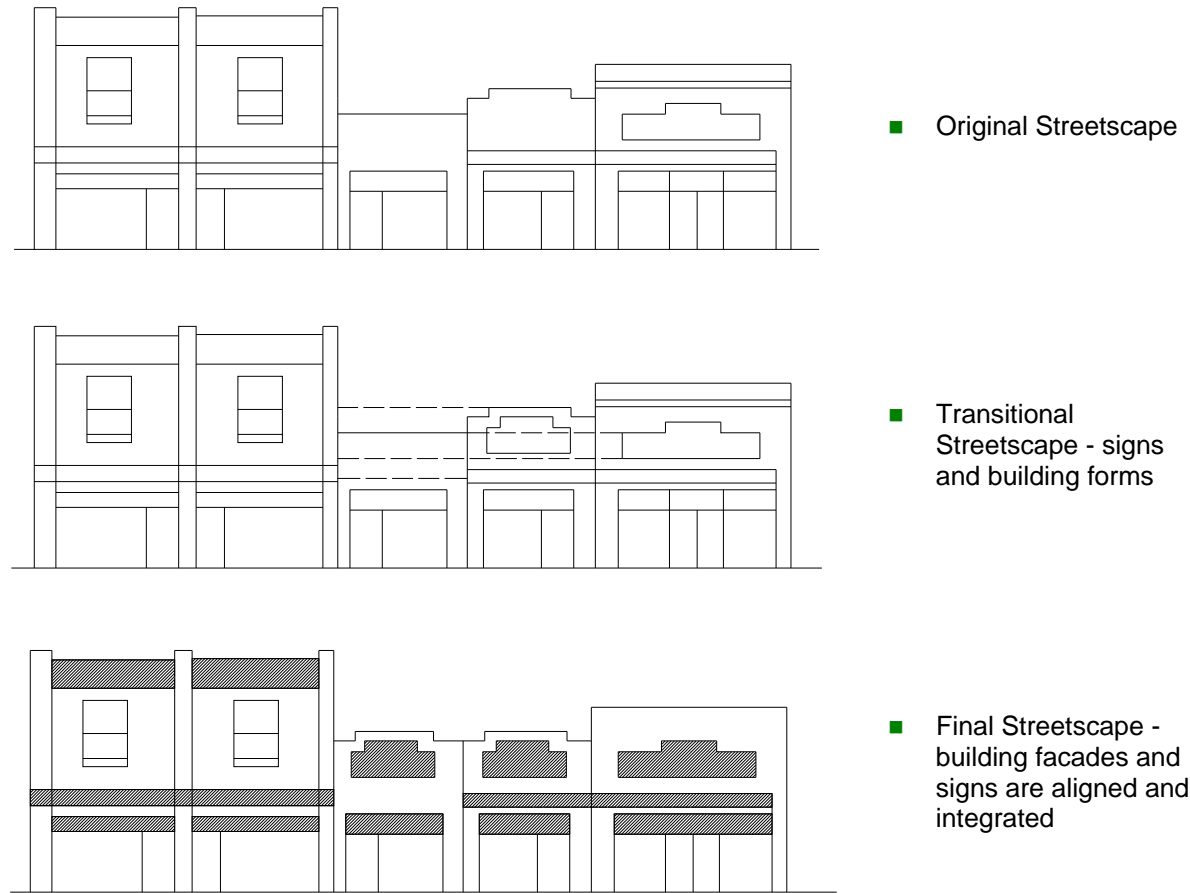 Original Streetscape
Transitional
Streetscape - signs
and building forms
Final Streetscape -
building facades and
signs are aligned and
integrated